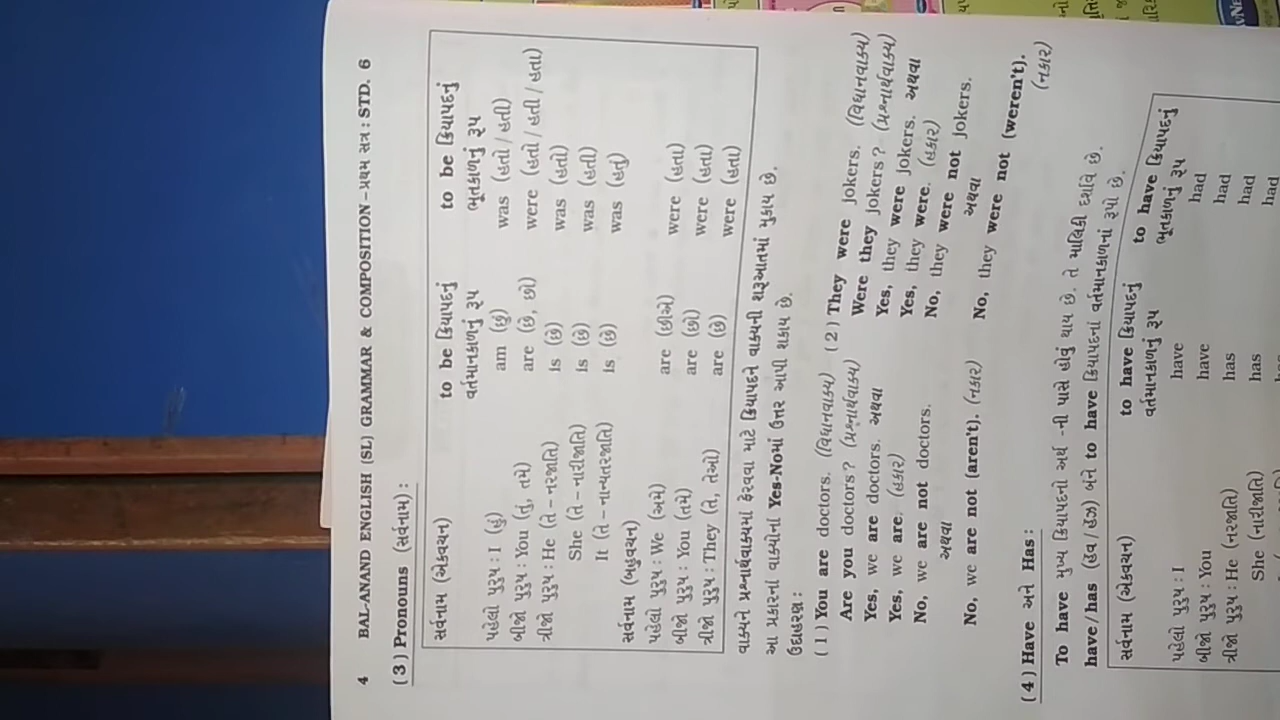 4 BAL-ANAND ENGLISH (SL) GRAMMAR & COMPOSITION – પ્રથમ સત્ર : STD. 6
( 3 ) Pronouns (સર્વનામ) :
સર્વનામ (એકવચન) to be ક્રિયાપદનું to be ક્રિયાપદનું
વર્તમાનકાળનું રૂપ ભૂતકાળનું રૂપ
પહેલો પુરુષ : I (હું) am (છું) was (હતો / હતી)
બીજો પુરુષ : You (તું, તમે) are (છે, છો) were (હતો / હતી / હતા)
ત્રીજો પુરુષ : He (તે – નરજાતિ) is (છે) was (હતો)
She (તે – નારીજાતિ) is (છે) was (હતી)
It (તે – નાન્યતરજાતિ) is (છે) was (હતું)
સર્વનામ (બહુવચન)
પહેલો પુરુષ : We (અમે) are (છીએ) were (હતા)
બીજો પુરુષ : You (તમે) are (છો) were (હતા)
ત્રીજો પુરુષ : They (તે, તેઓ) are (છે) were (હતા)
વાક્યને પ્રશ્નાર્થવાક્યમાં ફેરવવા માટે ક્રિયાપદને વાક્યની શરૂઆતમાં મુકાય છે.
આ પ્રકારનાં વાક્યોનો Yes-Noમાં ઉત્તર આપી શકાય છે.
ઉદાહરણ :
( 1 ) You are doctors. (વિધાનવાક્ય) ( 2 ) They were jokers. (વિધાનવાક્ય)
Are you doctors ? (પ્રશ્નાર્થવાક્ય) Were they jokers ? (પ્રશ્નાર્થવાક્ય)
Yes, we are doctors. અથવા Yes, they were jokers. અથવા
Yes, we are. (હકાર) Yes, they were. (હકાર)
No, we are not doctors. No, they were not jokers.
અથવા અથવા
No, we are not (aren't). (નકાર) No, they were not (weren't).
(નકાર)
( 4 ) Have અને Has :
To have મુખ્ય ક્રિયાપદનો અર્થ -ની પાસે હોવું થાય છે. તે માલિકી દર્શાવે છે.
have / has (હૅવ / હૅઝ) બંને to have ક્રિયાપદનાં વર્તમાનકાળનાં રૂપો છે.
સર્વનામ (એકવચન) to have ક્રિયાપદનું to have ક્રિયાપદનું
વર્તમાનકાળનું રૂપ ભૂતકાળનું રૂપ
પહેલો પુરુષ : I have had
બીજો પુરુષ : You have had
ત્રીજો પુરુષ : He (નરજાતિ) has had
She (નારીજાતિ) has had